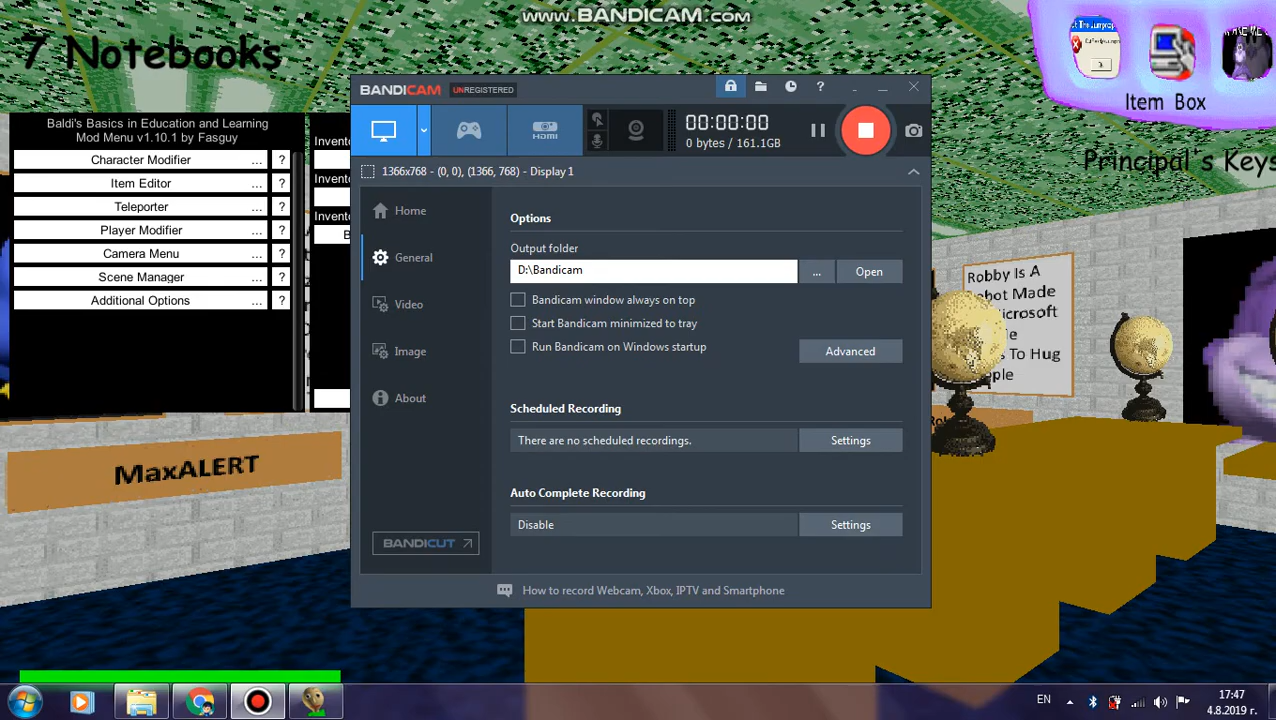 www.BANDICAM.com
7 Notebooks
Item Box
Principal's Keys
Baldi's Basics in Education and Learning
Mod Menu v1.10.1 by Fasguy
Character Modifier ... ?
Item Editor ... ?
Teleporter ... ?
Player Modifier ... ?
Camera Menu ... ?
Scene Manager ... ?
Additional Options ... ?
MaxALERT
BANDICAM UNREGISTERED
?
HDMI
00:00:00
0 bytes / 161.1GB
1366x768 - (0, 0), (1366, 768) - Display 1
Home
General
Video
Image
About
BANDICUT
Options
Output folder
D:\Bandicam ... Open
Bandicam window always on top
Start Bandicam minimized to tray
Run Bandicam on Windows startup
Advanced
Scheduled Recording
There are no scheduled recordings. Settings
Auto Complete Recording
Disable Settings
How to record Webcam, Xbox, IPTV and Smartphone
Robby Is A
obot Made
icrosoft
To Hug
EN
17:47
4.8.2019 г.